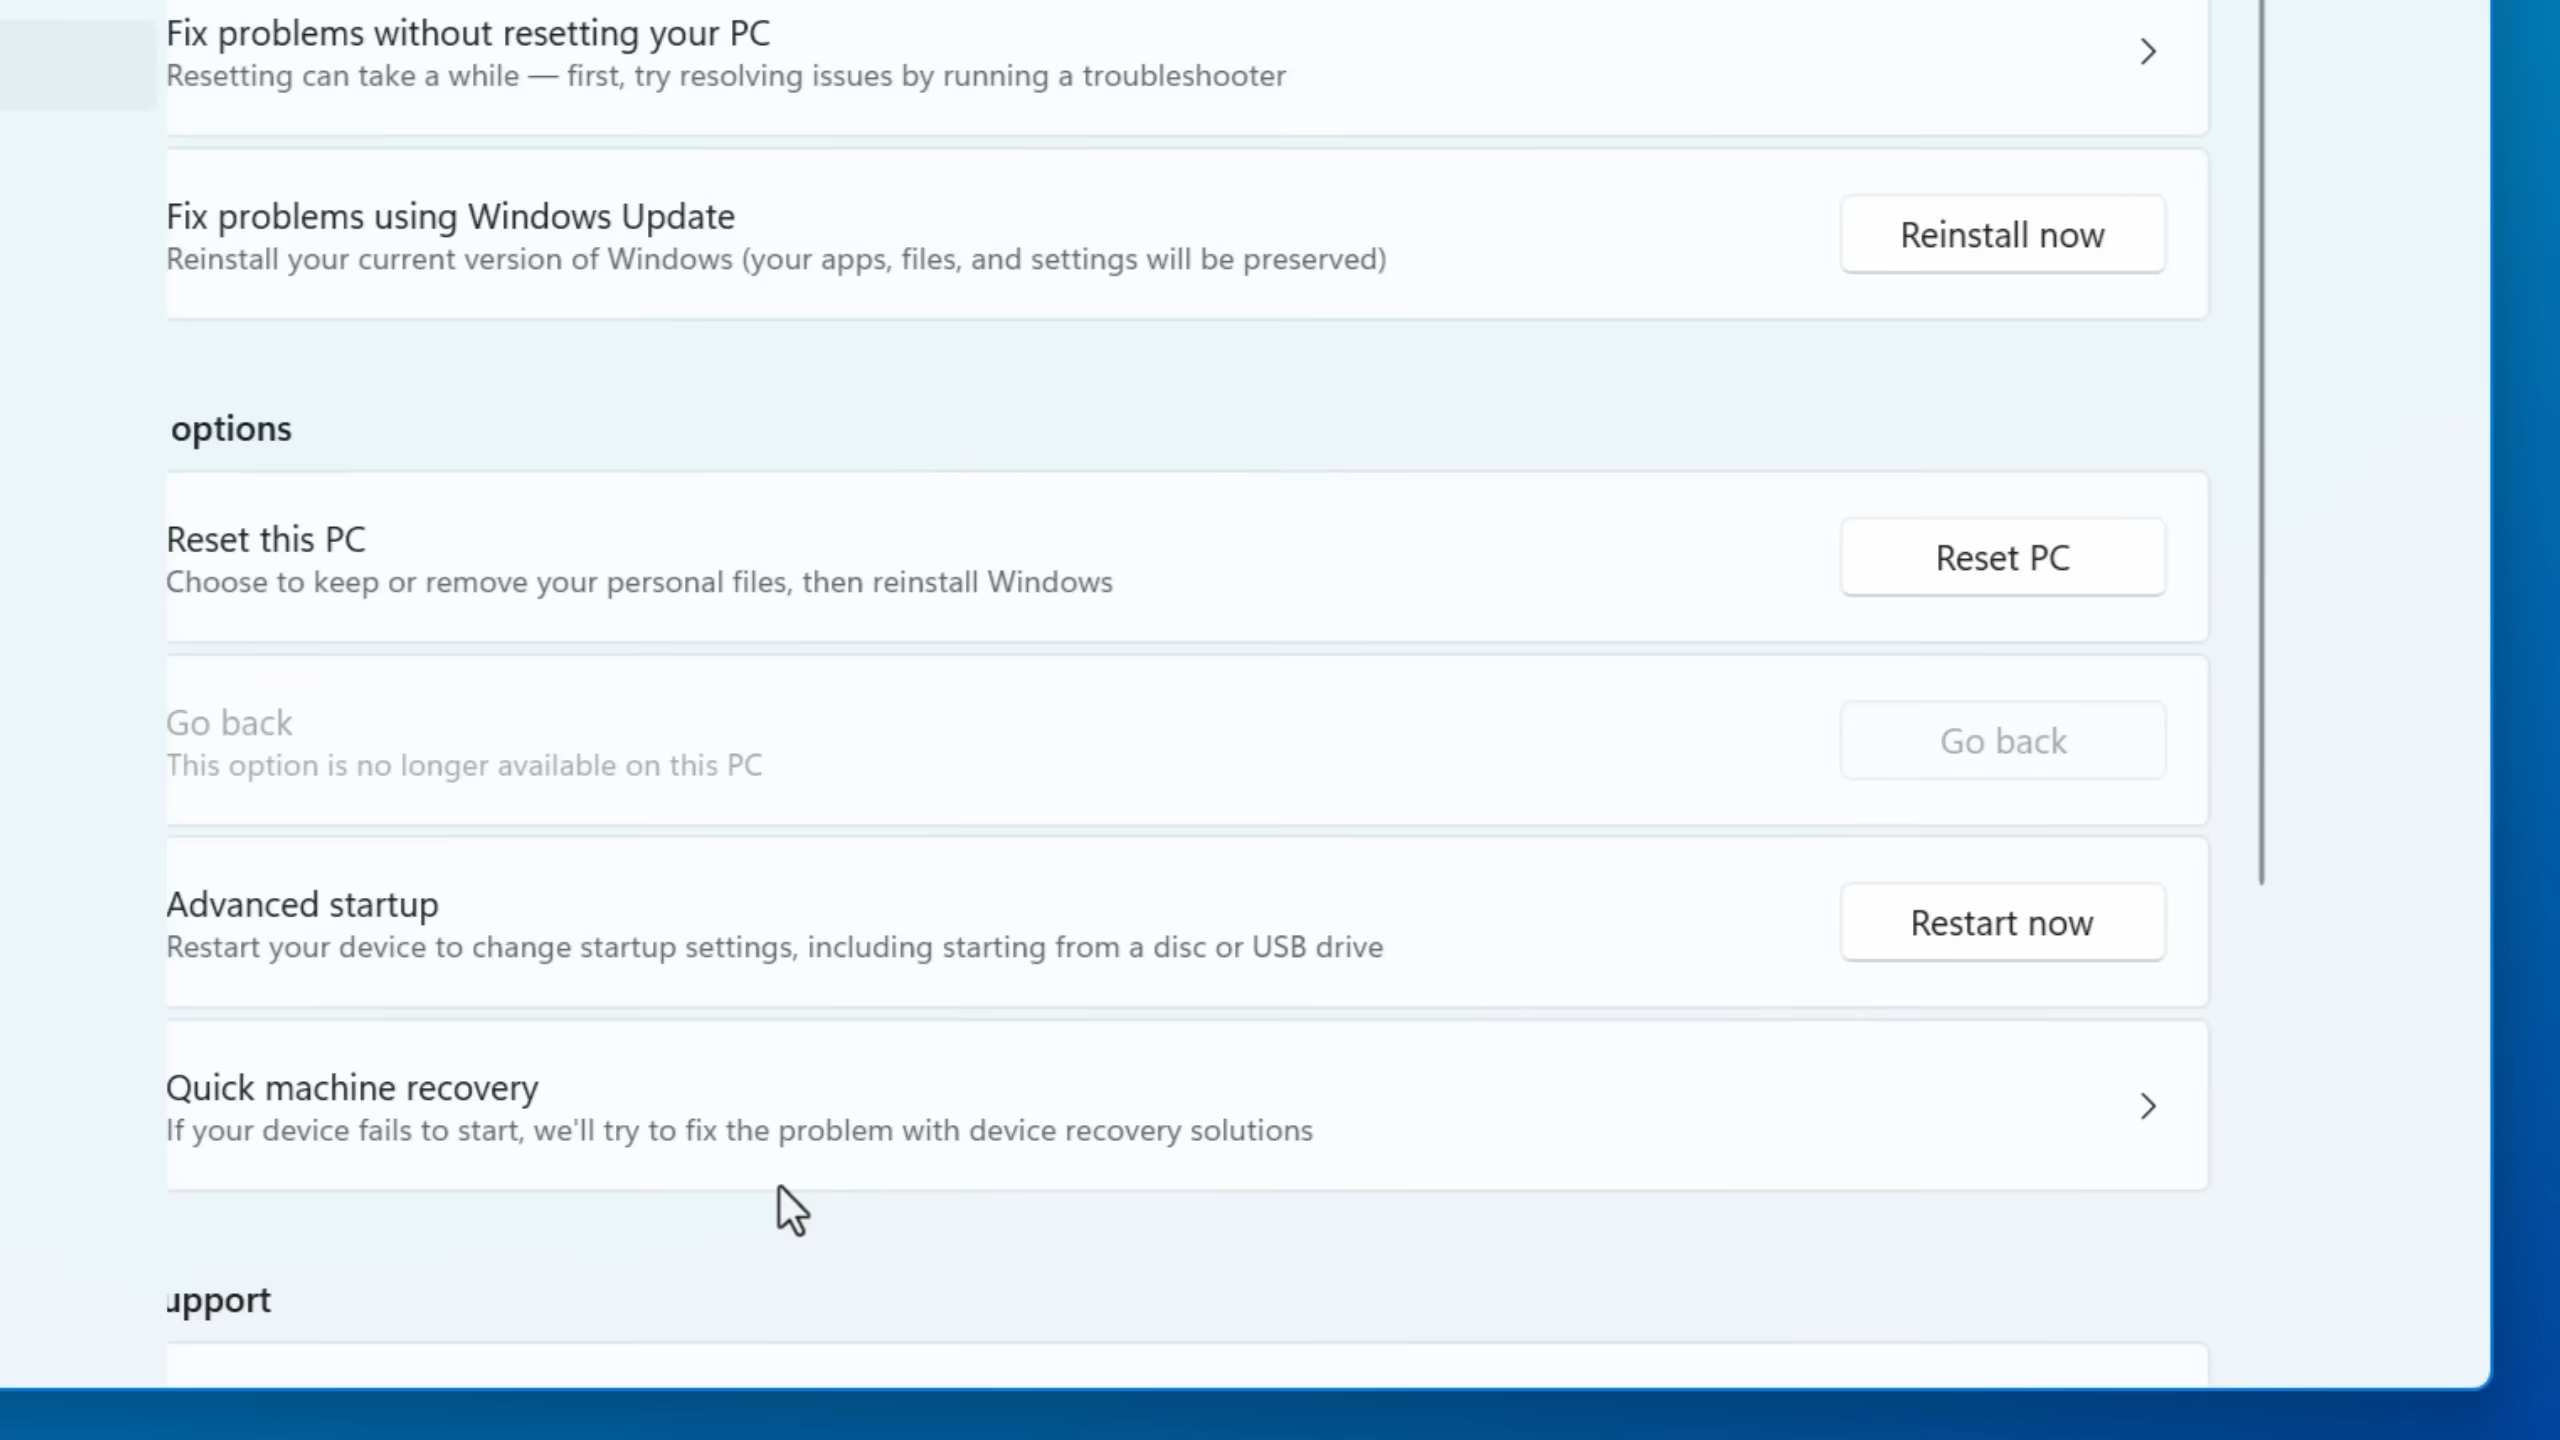 Fix problems without resetting your PC
Resetting can take a while — first, try resolving issues by running a troubleshooter
Fix problems using Windows Update
Reinstall your current version of Windows (your apps, files, and settings will be preserved)
Reinstall now
options
Reset this PC
Choose to keep or remove your personal files, then reinstall Windows
Reset PC
Go back
This option is no longer available on this PC
Go back
Advanced startup
Restart your device to change startup settings, including starting from a disc or USB drive
Restart now
Quick machine recovery
If your device fails to start, we'll try to fix the problem with device recovery solutions
upport